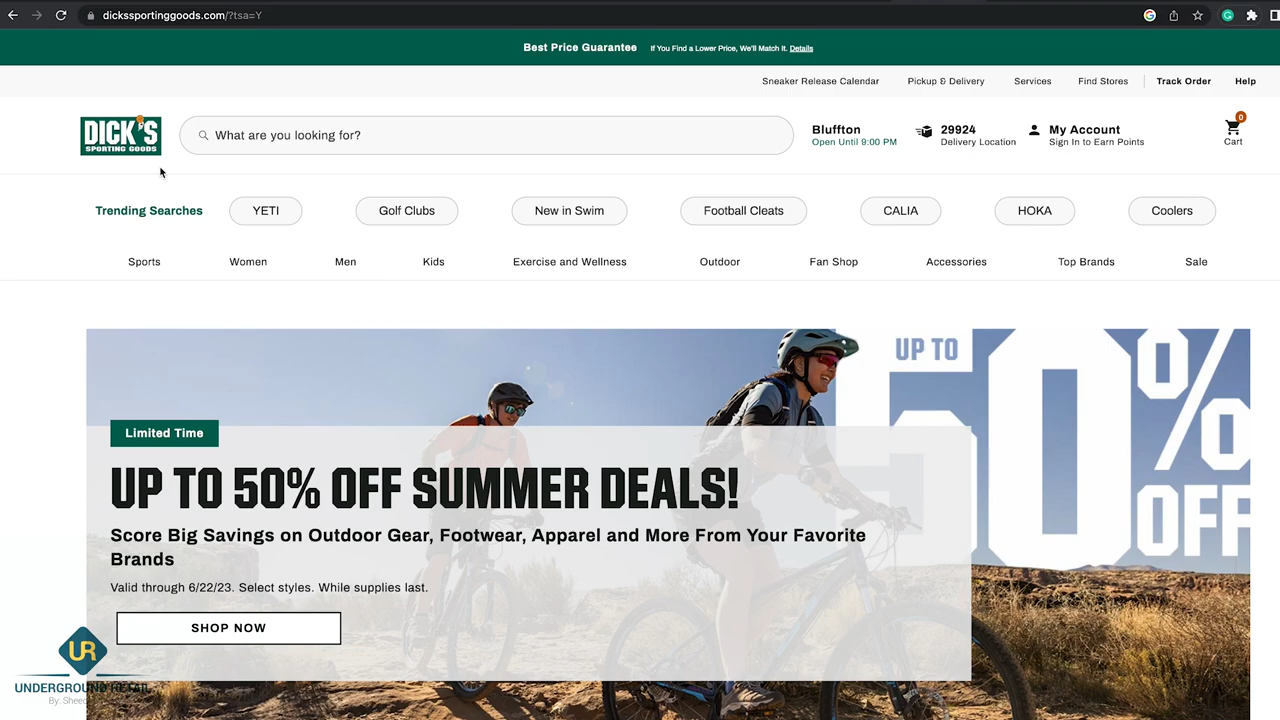 dickssportinggoods.com/?tsa=Y
Best Price Guarantee If You Find a Lower Price, We'll Match It. Details
Sneaker Release Calendar Pickup & Delivery Services Find Stores Track Order Help
DICK'S
SPORTING GOODS
What are you looking for?
Bluffton
Open Until 9:00 PM
29924
Delivery Location
My Account
Sign In to Earn Points
0
Cart
Trending Searches YETI Golf Clubs New in Swim Football Cleats CALIA HOKA Coolers
Sports Women Men Kids Exercise and Wellness Outdoor Fan Shop Accessories Top Brands Sale
UP TO
50%
OFF
Limited Time
UP TO 50% OFF SUMMER DEALS!
Score Big Savings on Outdoor Gear, Footwear, Apparel and More From Your Favorite
Brands
Valid through 6/22/23. Select styles. While supplies last.
SHOP NOW
UR
UNDERGROUND RETAIL
By: